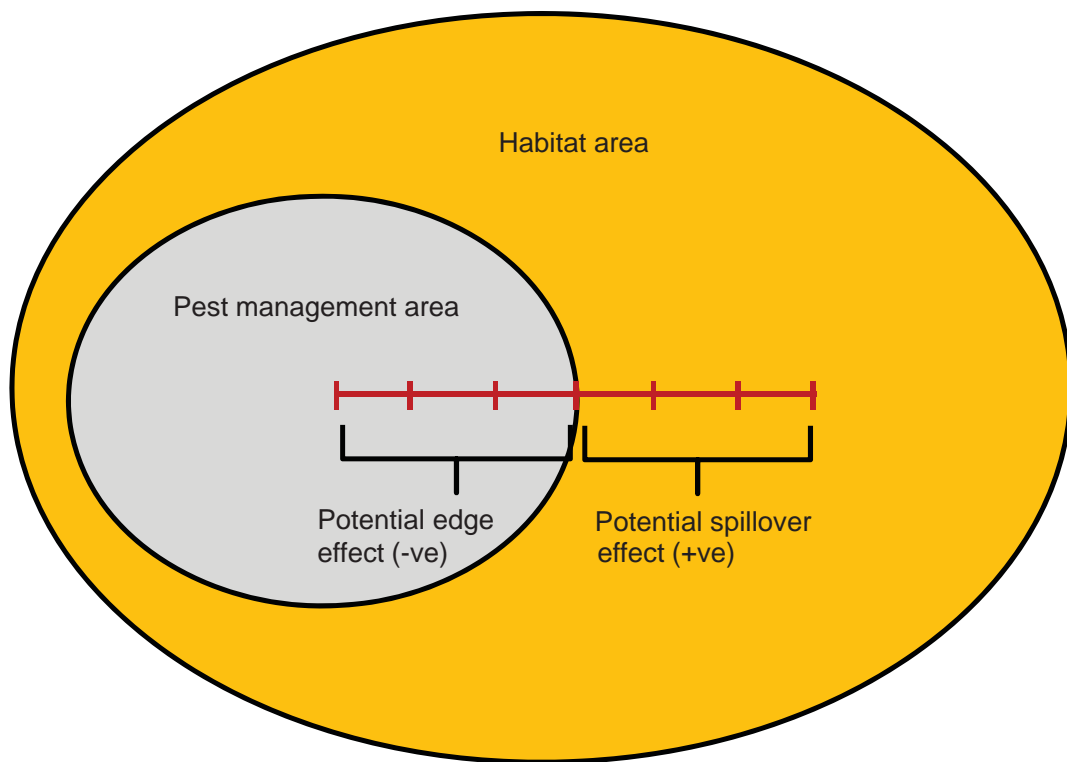 Habitat area
Pest management area
Potential edge
effect (-ve)
Potential spillover
effect (+ve)